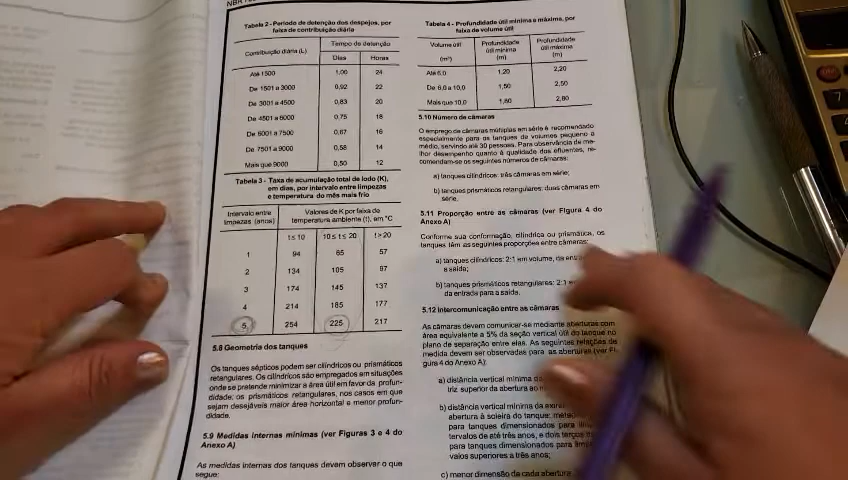 NBR
Tabela 2 - Período de detenção dos despejos, por
faixa de contribuição diária
Contribuição diária (L)
Tempo de detenção
Dias
Horas
Até 1500
1,00
24
De 1501 a 3000
0,92
22
De 3001 a 4500
0,83
20
De 4501 a 6000
0,75
18
De 6001 a 7500
0,67
16
De 7501 a 9000
0,58
14
Mais que 9000
0,50
12
Tabela 3 - Taxa de acumulação total de lodo (K),
em dias, por intervalo entre limpezas
e temperatura do mês mais frio
Intervalo entre
limpezas (anos)
Valores de K por faixa de
temperatura ambiente (t), em °C
t ≤ 10
10 ≤ t ≤ 20
t > 20
1
94
65
57
2
134
105
97
3
174
145
137
4
214
185
177
5
254
225
217
5.8 Geometria dos tanques
Os tanques sépticos podem ser cilíndricos ou prismáticos
retangulares. Os cilíndricos são empregados em situações
onde se pretende minimizar a área útil em favor da profun-
didade; os prismáticos retangulares, nos casos em que
sejam desejáveis maior área horizontal e menor profun-
didade.
5.9 Medidas internas mínimas (ver Figuras 3 e 4 do
Anexo A)
As medidas internas dos tanques devem observar o que
segue:
Tabela 4 - Profundidade útil mínima e máxima, por
faixa de volume útil
Volume útil
(m³)
Profundidade
útil mínima
(m)
Profundidade
útil máxima
(m)
Até 6,0
1,20
2,20
De 6,0 a 10,0
1,50
2,50
Mais que 10,0
1,80
2,80
5.10 Número de câmaras
O emprego de câmaras múltiplas em série é recomendado
especialmente para os tanques de volumes pequeno a
médio, servindo até 30 pessoas. Para observância de me-
lhor desempenho quanto à qualidade dos efluentes, re-
comendam-se os seguintes números de câmaras:
a) tanques cilíndricos: três câmaras em série;
b) tanques prismáticos retangulares: duas câmaras em
série.
5.11 Proporção entre as câmaras (ver Figura 4 do
Anexo A)
Conforme sua conformação, cilíndrica ou prismática, os
tanques têm as seguintes proporções entre câmaras:
a) tanques cilíndricos: 2:1 em volume, da
a saída;
b) tanques prismáticos retangulares: 2:1
da entrada para a saída.
5.12 Intercomunicação entre as câmaras
As câmaras devem comunicar-se mediante aberturas com
área equivalente a 5% da seção vertical útil do tanque no
plano de separação entre elas. As seguintes relações de
medida devem ser observadas para as aberturas (ver Fi-
gura 4 do Anexo A):
a) distância vertical mínima
triz superior da abertura ao
b) distância vertical mínima da
abertura à soleira do tanque:
para tanques dimensionados para
tervalos de até três anos, e dois terços
para tanques dimensionados para
valos superiores a três anos;
c) menor dimensão de cada abertura